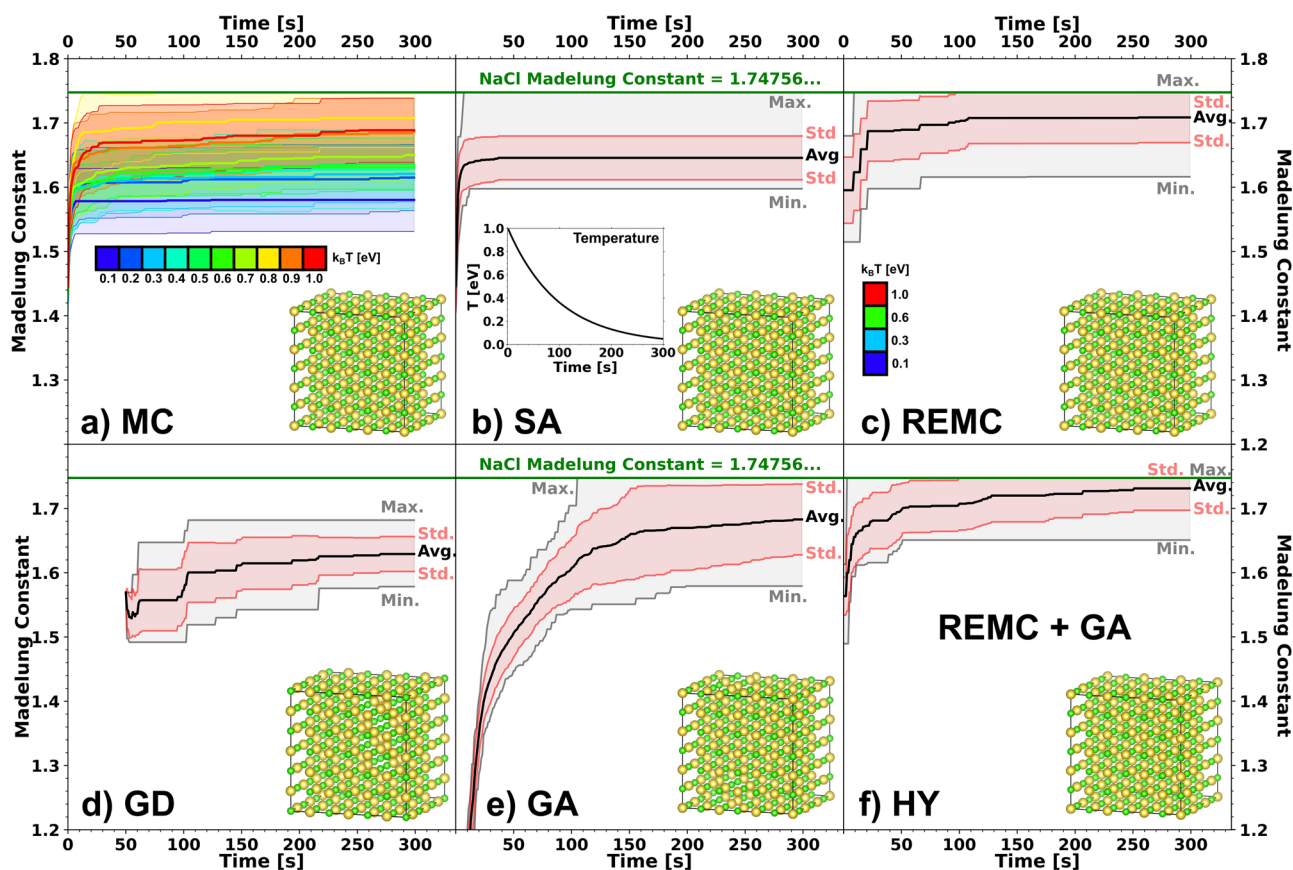 Time [s]
Time [s]
Time [s]
0 50 100 150 200 250 300
50 100 150 200 250 300
0 50 100 150 200 250 300
1.8
1.7
1.6
1.5
1.4
1.3
Madelung Constant
0.1 0.2 0.3 0.4 0.5 0.6 0.8 0.9 1.0
kBT [eV]
a) MC
NaCl Madelung Constant = 1.74756...
Max.
Std
Avg
Std
Min.
1.0
0.8
0.6
0.4
0.2
0.0
T [eV]
Temperature
0 100 200 300
Time [s]
b) SA
Max.
Std.
Avg.
Std.
Min.
kBT [eV]
1.0
0.6
0.3
0.1
c) REMC
1.8
1.7
1.6
1.5
1.4
1.3
1.2
Madelung Constant
1.7
1.6
1.5
1.4
1.3
1.2
Madelung Constant
Max.
Std.
Avg.
Std.
Min.
d) GD
0 50 100 150 200 250 300
Time [s]
NaCl Madelung Constant = 1.74756...
Max.
Std.
Avg.
Std.
Min.
e) GA
50 100 150 200 250 300
Time [s]
Std. Max.
Avg.
Std.
Min.
REMC + GA
f) HY
0 50 100 150 200 250 300
Time [s]
1.7
1.6
1.5
1.4
1.3
1.2
Madelung Constant